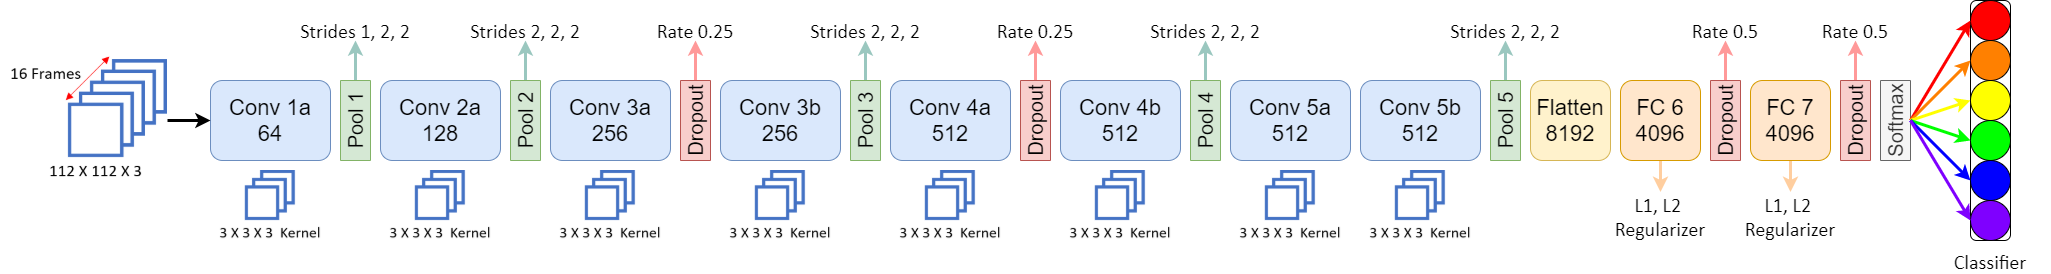 Strides 1, 2, 2
Strides 2, 2, 2
Rate 0.25
Strides 2, 2, 2
Rate 0.25
Strides 2, 2, 2
Strides 2, 2, 2
Rate 0.5
Rate 0.5
16 Frames
112 X 112 X 3
Conv 1a
64
Pool 1
Conv 2a
128
Pool 2
Conv 3a
256
Dropout
Conv 3b
256
Pool 3
Conv 4a
512
Dropout
Conv 4b
512
Pool 4
Conv 5a
512
Conv 5b
512
Pool 5
Flatten
8192
FC 6
4096
Dropout
FC 7
4096
Dropout
Softmax
3 X 3 X 3 Kernel
3 X 3 X 3 Kernel
3 X 3 X 3 Kernel
3 X 3 X 3 Kernel
3 X 3 X 3 Kernel
3 X 3 X 3 Kernel
3 X 3 X 3 Kernel
3 X 3 X 3 Kernel
L1, L2
Regularizer
L1, L2
Regularizer
Classifier